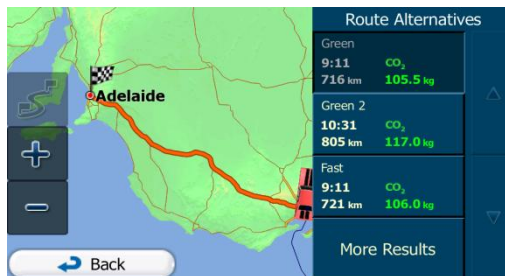 Route Alternatives
Adelaide
Green
9:11 CO₂
716 km 105.5 kg
Green 2
10:31 CO₂
805 km 117.0 kg
Fast
9:11 CO₂
721 km 106.0 kg
More Results
Back